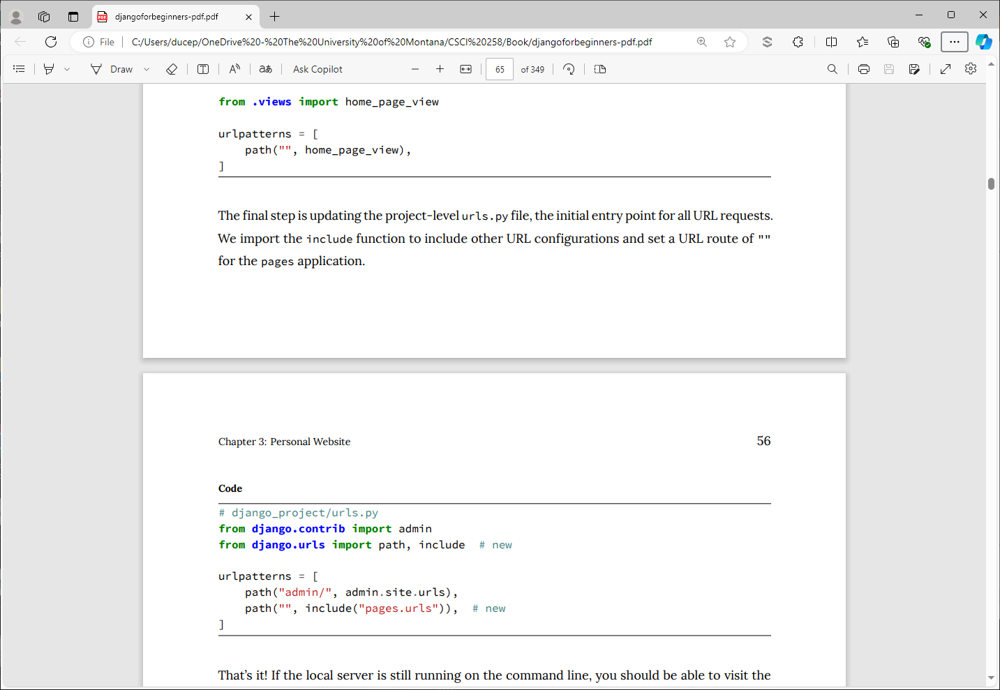 djangoforbeginners-pdf.pdf
File
C:/Users/ducep/OneDrive%20-%20The%20University%20of%20Montana/CSCI%20258/Book/djangoforbeginners-pdf.pdf
Draw
Ask Copilot
65
of 349
from .views import home_page_view
urlpatterns = [
path("", home_page_view),
]
The final step is updating the project-level urls.py file, the initial entry point for all URL requests.
We import the include function to include other URL configurations and set a URL route of ""
for the pages application.
Chapter 3: Personal Website
56
Code
# django_project/urls.py
from django.contrib import admin
from django.urls import path, include # new
urlpatterns = [
path("admin/", admin.site.urls),
path("", include("pages.urls")), # new
]
That's it! If the local server is still running on the command line, you should be able to visit the